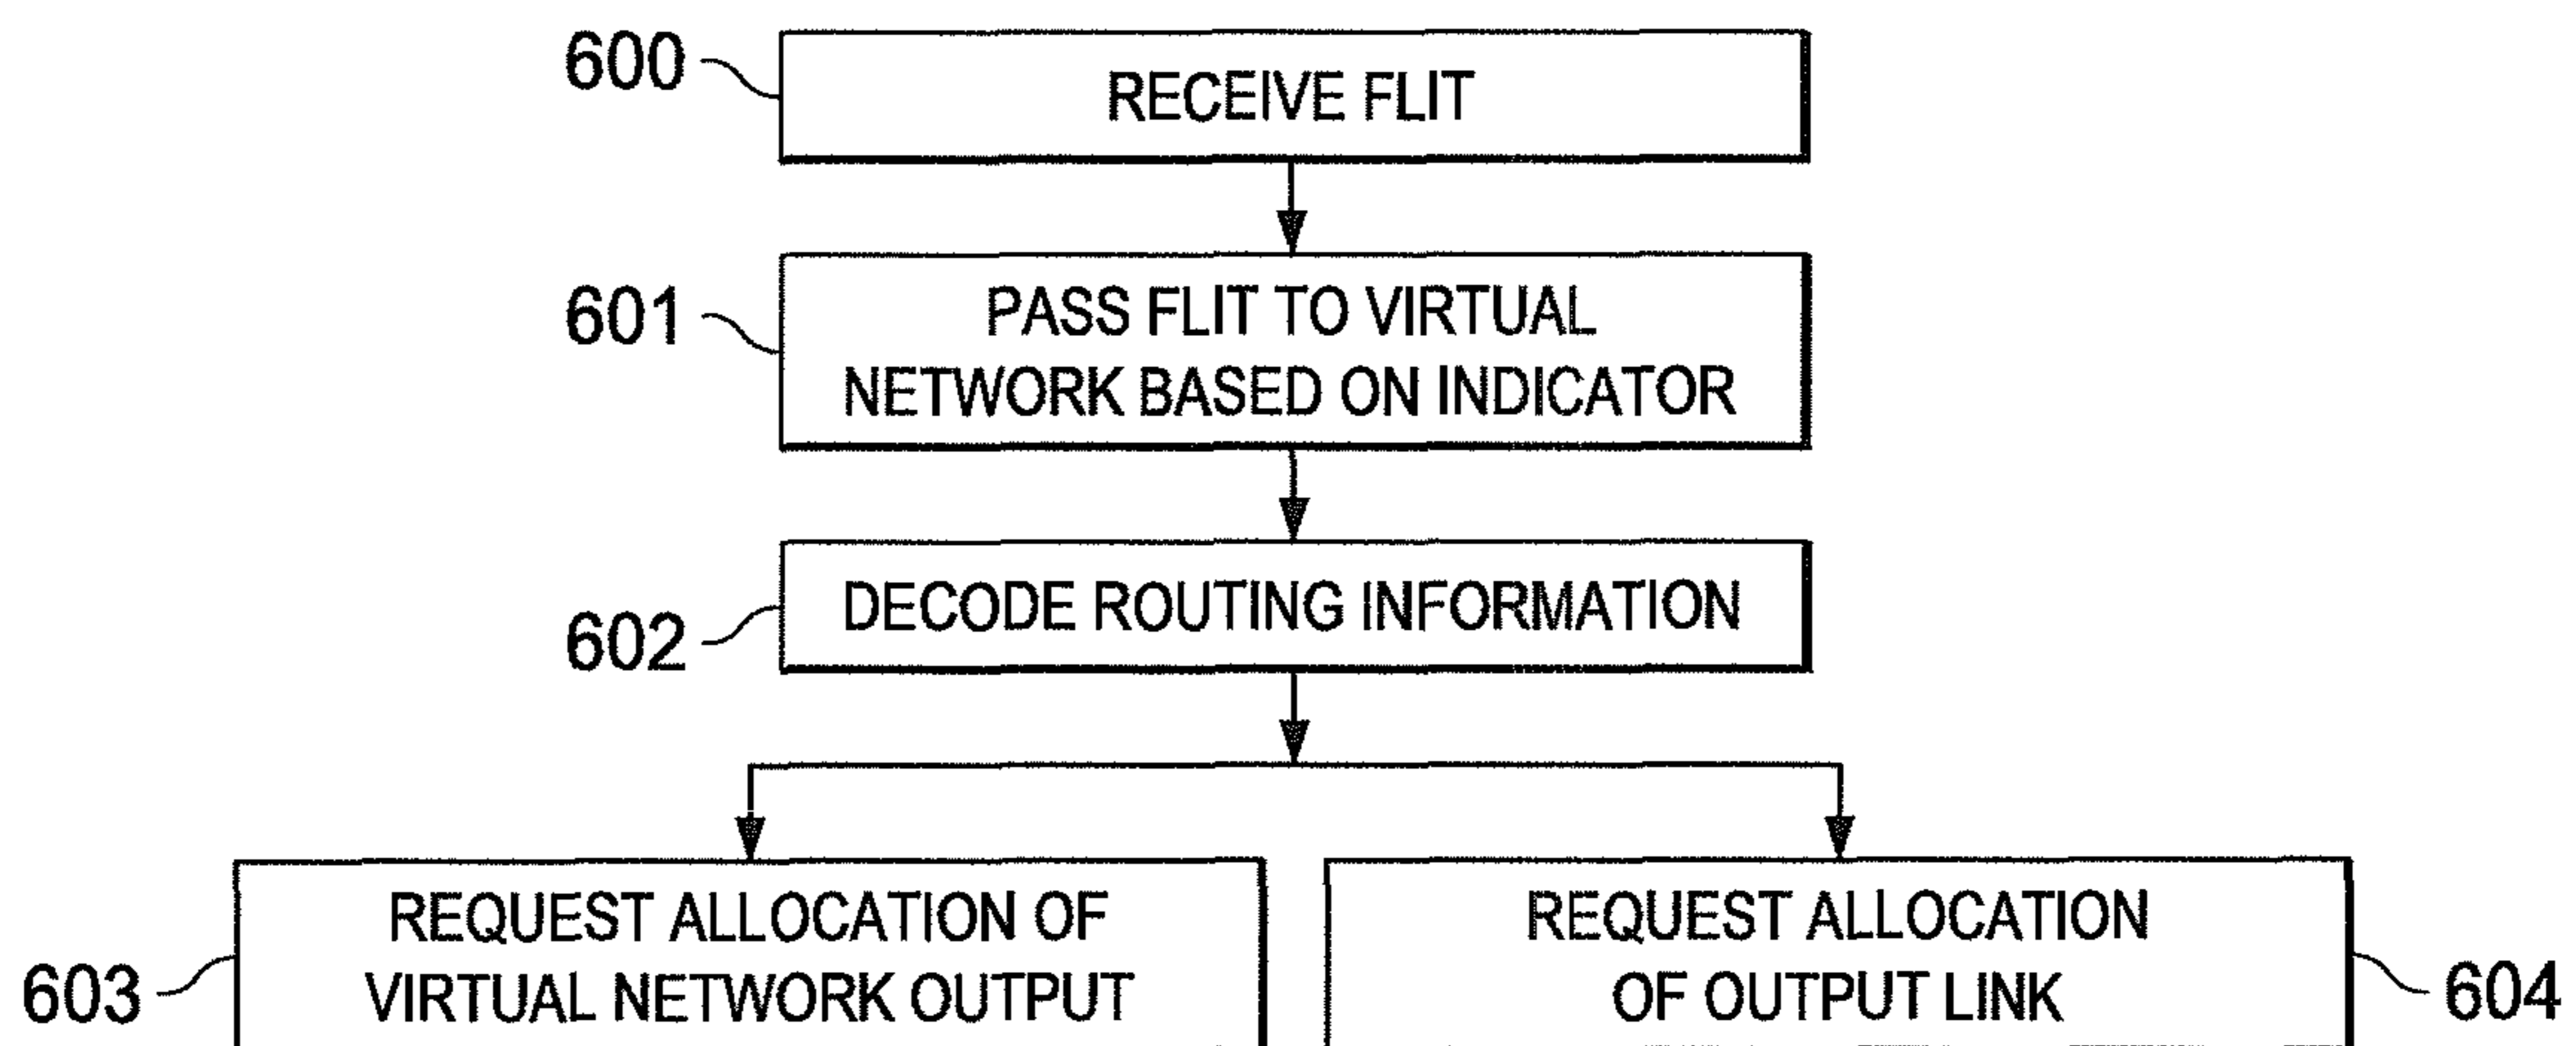 600
RECEIVE FLIT
601
PASS FLIT TO VIRTUAL
NETWORK BASED ON INDICATOR
602
DECODE ROUTING INFORMATION
603
REQUEST ALLOCATION OF
VIRTUAL NETWORK OUTPUT
REQUEST ALLOCATION
OF OUTPUT LINK
604